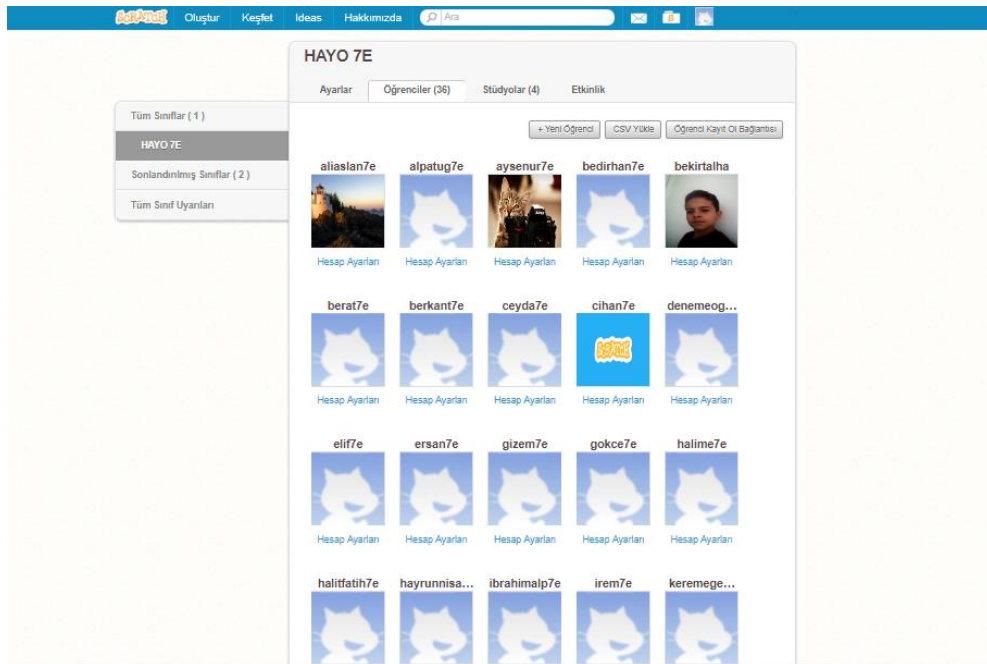 SCRATCH Oluştur Keşfet Ideas Hakkımızda Ara
HAYO 7E
Ayarlar Öğrenciler (36) Stüdyolar (4) Etkinlik
Tüm Sınıflar ( 1 )
HAYO 7E
Sonlandırılmış Sınıflar ( 2 )
Tüm Sınıf Uyarıları
+ Yeni Öğrenci CSV Yükle Öğrenci Kayıt Ol Bağlantısı
aliaslan7e alpatug7e aysenur7e bedirhan7e bekirtalha
Hesap Ayarları Hesap Ayarları Hesap Ayarları Hesap Ayarları Hesap Ayarları
berat7e berkant7e ceyda7e cihan7e denemeog...
SCRATCH
Hesap Ayarları Hesap Ayarları Hesap Ayarları Hesap Ayarları Hesap Ayarları
elif7e ersan7e gizem7e gokce7e halime7e
Hesap Ayarları Hesap Ayarları Hesap Ayarları Hesap Ayarları Hesap Ayarları
halitfatih7e hayrunnisa... ibrahimalp7e irem7e keremege...